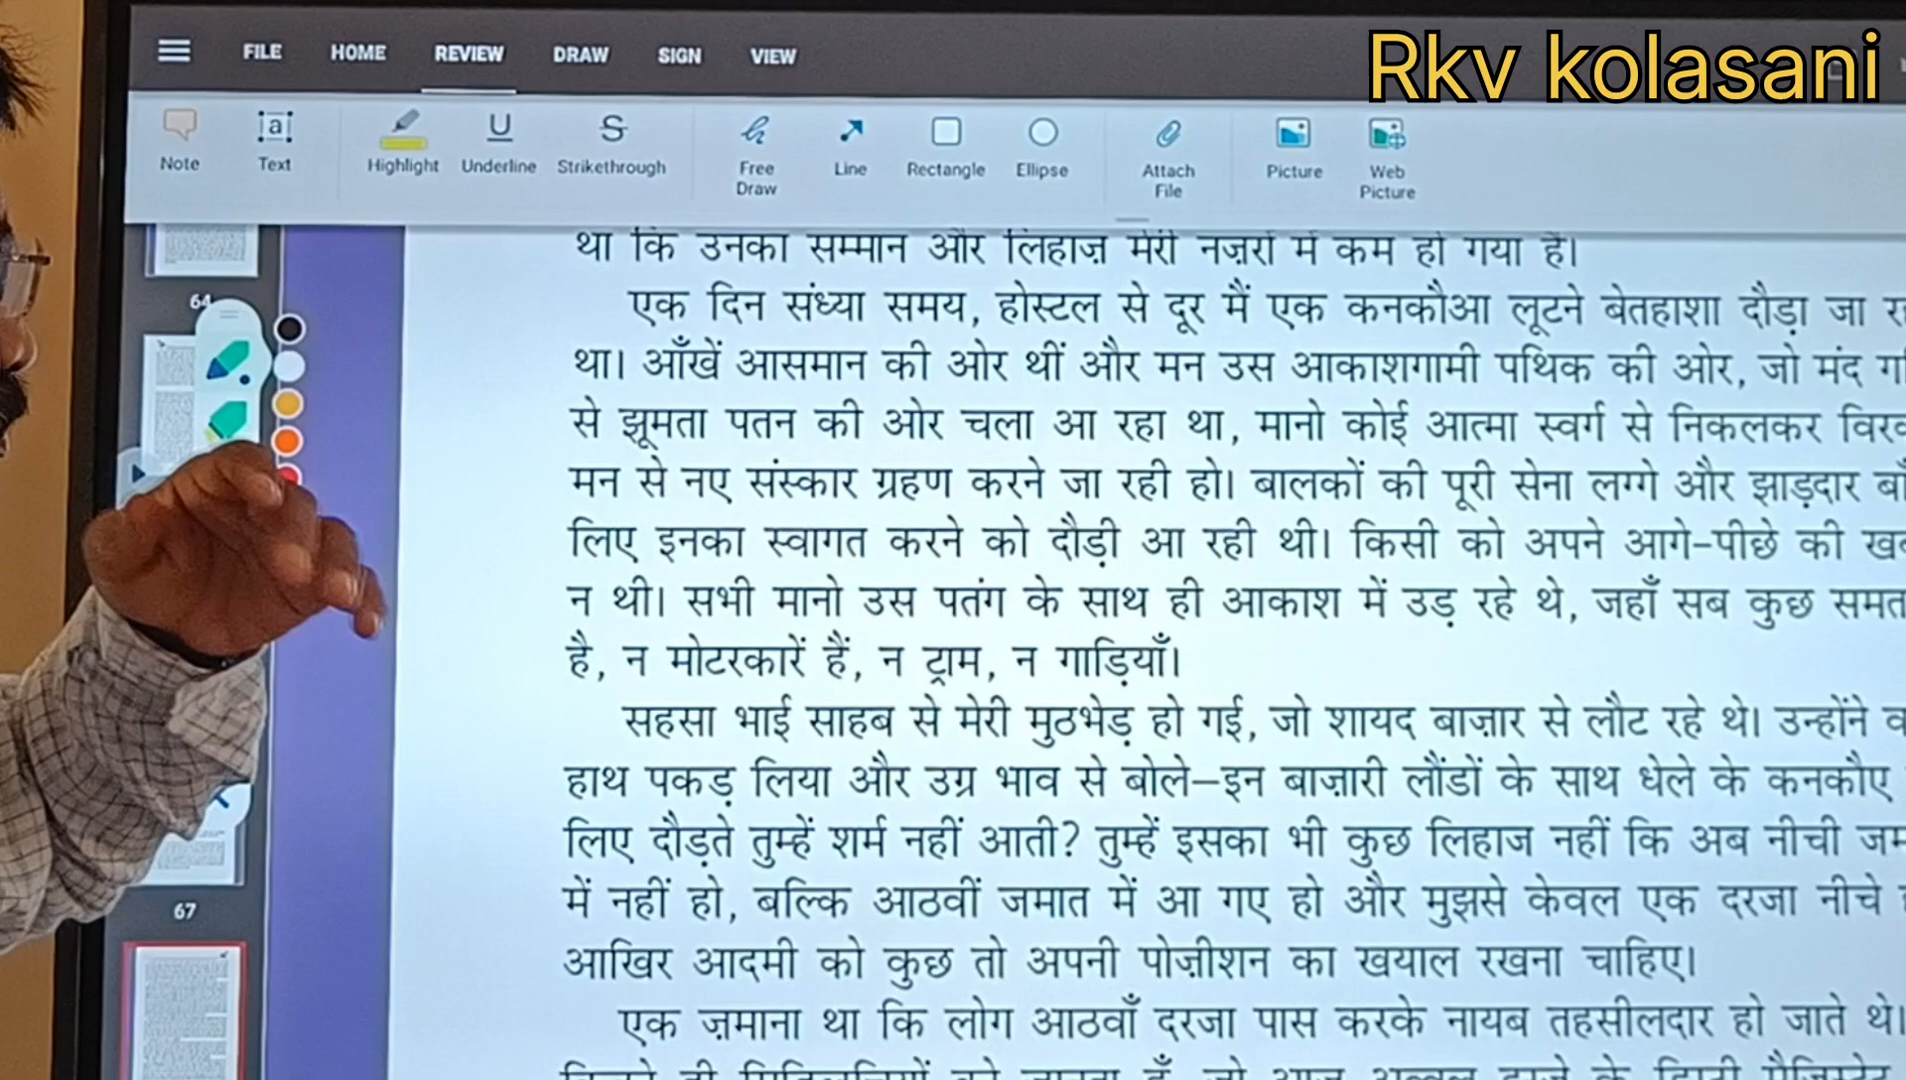 Rkv kolasani
FILE HOME REVIEW DRAW SIGN VIEW
Note Text Highlight Underline Strikethrough Free Draw Line Rectangle Ellipse Attach File Picture Web Picture
था कि उनका सम्मान और लिहाज़ मेरी नज़रों में कम हो गया है।
64
एक दिन संध्या समय, होस्टल से दूर मैं एक कनकौआ लूटने बेतहाशा दौड़ा जा
था। आँखें आसमान की ओर थीं और मन उस आकाशगामी पथिक की ओर, जो मंद
से झूमता पतन की ओर चला आ रहा था, मानो कोई आत्मा स्वर्ग से निकलकर
मन से नए संस्कार ग्रहण करने जा रही हो। बालकों की पूरी सेना लग्गे और झाड़दार
लिए इनका स्वागत करने को दौड़ी आ रही थी। किसी को अपने आगे-पीछे की
न थी। सभी मानो उस पतंग के साथ ही आकाश में उड़ रहे थे, जहाँ सब कुछ
है, न मोटरकारें हैं, न ट्राम, न गाड़ियाँ।
सहसा भाई साहब से मेरी मुठभेड़ हो गई, जो शायद बाज़ार से लौट रहे थे। उन्होंने
हाथ पकड़ लिया और उग्र भाव से बोले—इन बाज़ारी लौंडों के साथ धेले के कनकौए
लिए दौड़ते तुम्हें शर्म नहीं आती? तुम्हें इसका भी कुछ लिहाज नहीं कि अब नीची
में नहीं हो, बल्कि आठवीं जमात में आ गए हो और मुझसे केवल एक दरजा नीचे
67
आखिर आदमी को कुछ तो अपनी पोज़ीशन का खयाल रखना चाहिए।
एक ज़माना था कि लोग आठवाँ दरजा पास करके नायब तहसीलदार हो जाते थे।